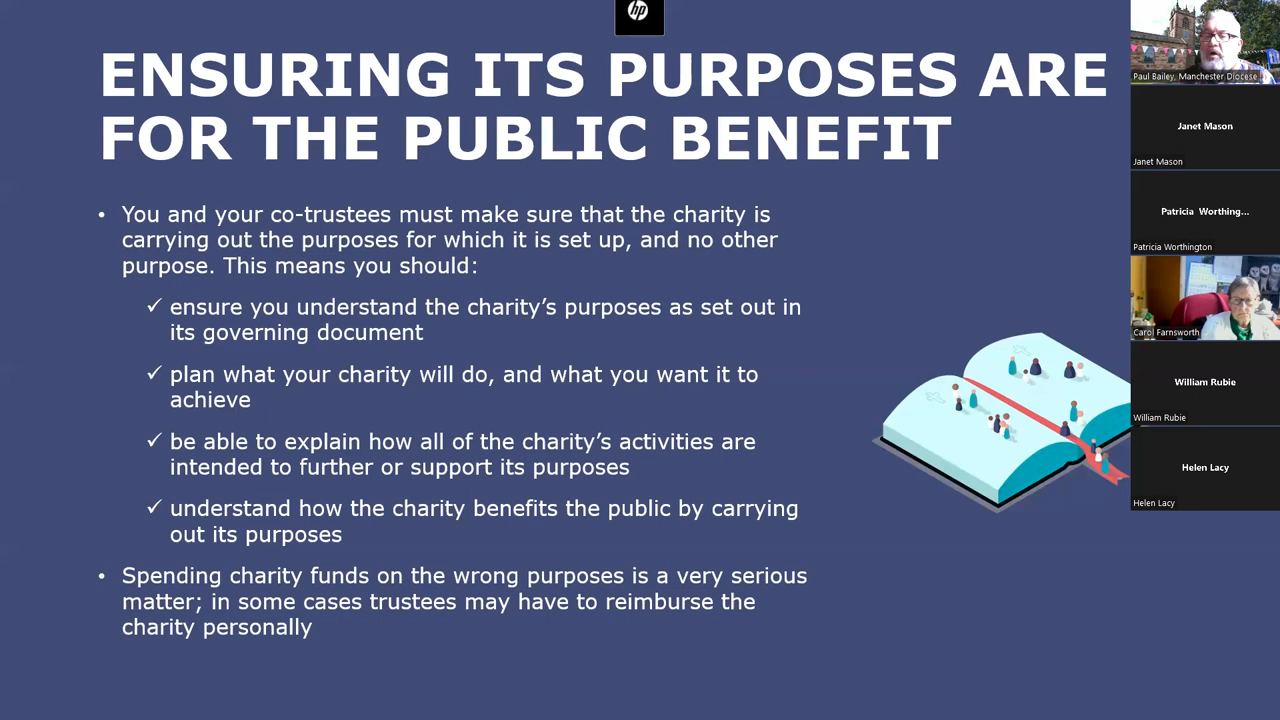 hp
ENSURING ITS PURPOSES ARE
FOR THE PUBLIC BENEFIT
• You and your co-trustees must make sure that the charity is
carrying out the purposes for which it is set up, and no other
purpose. This means you should:
✓ ensure you understand the charity’s purposes as set out in
its governing document
✓ plan what your charity will do, and what you want it to
achieve
✓ be able to explain how all of the charity’s activities are
intended to further or support its purposes
✓ understand how the charity benefits the public by carrying
out its purposes
• Spending charity funds on the wrong purposes is a very serious
matter; in some cases trustees may have to reimburse the
charity personally
Paul Bailey, Manchester Diocese...
Janet Mason
Janet Mason
Patricia Worthing...
Patricia Worthington
Carol Farnsworth
William Rubie
William Rubie
Helen Lacy
Helen Lacy